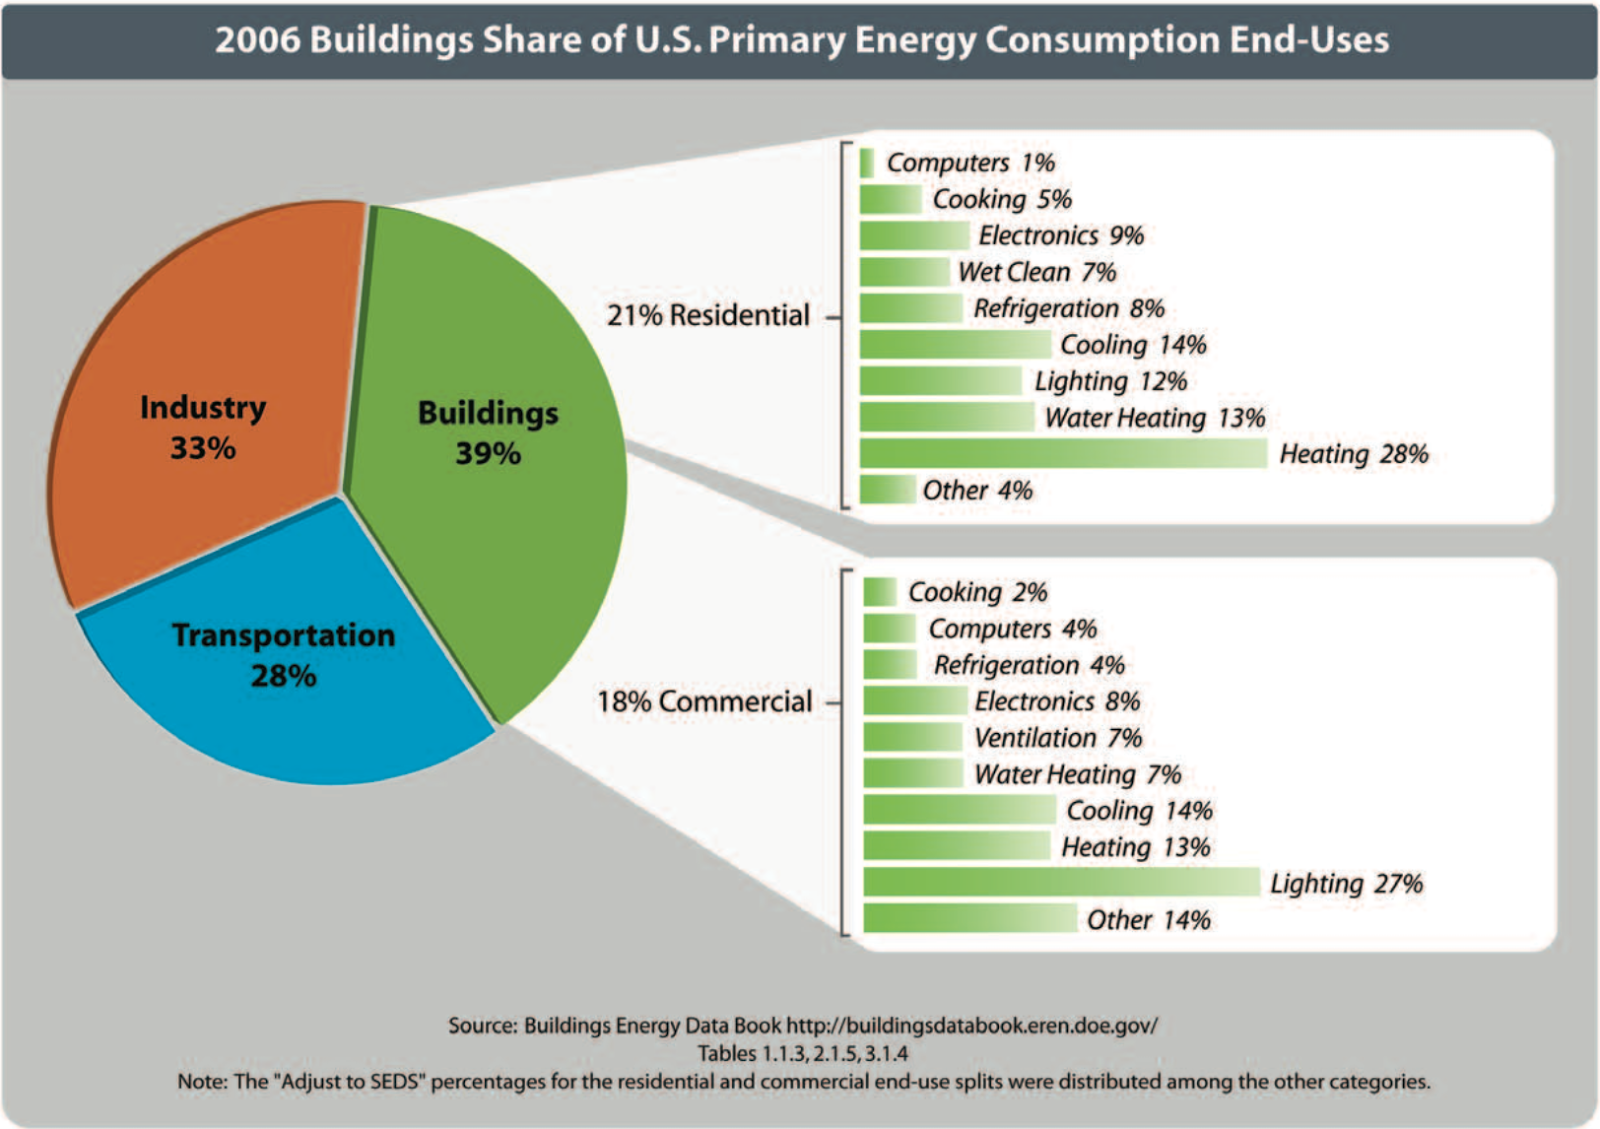 2006 Buildings Share of U.S. Primary Energy Consumption End-Uses
Industry
33%
Buildings
39%
Transportation
28%
21% Residential
Computers 1%
Cooking 5%
Electronics 9%
Wet Clean 7%
Refrigeration 8%
Cooling 14%
Lighting 12%
Water Heating 13%
Heating 28%
Other 4%
18% Commercial
Cooking 2%
Computers 4%
Refrigeration 4%
Electronics 8%
Ventilation 7%
Water Heating 7%
Cooling 14%
Heating 13%
Lighting 27%
Other 14%
Source: Buildings Energy Data Book http://buildingsdatabook.eren.doe.gov/
Tables 1.1.3, 2.1.5, 3.1.4
Note: The "Adjust to SEDS" percentages for the residential and commercial end-use splits were distributed among the other categories.